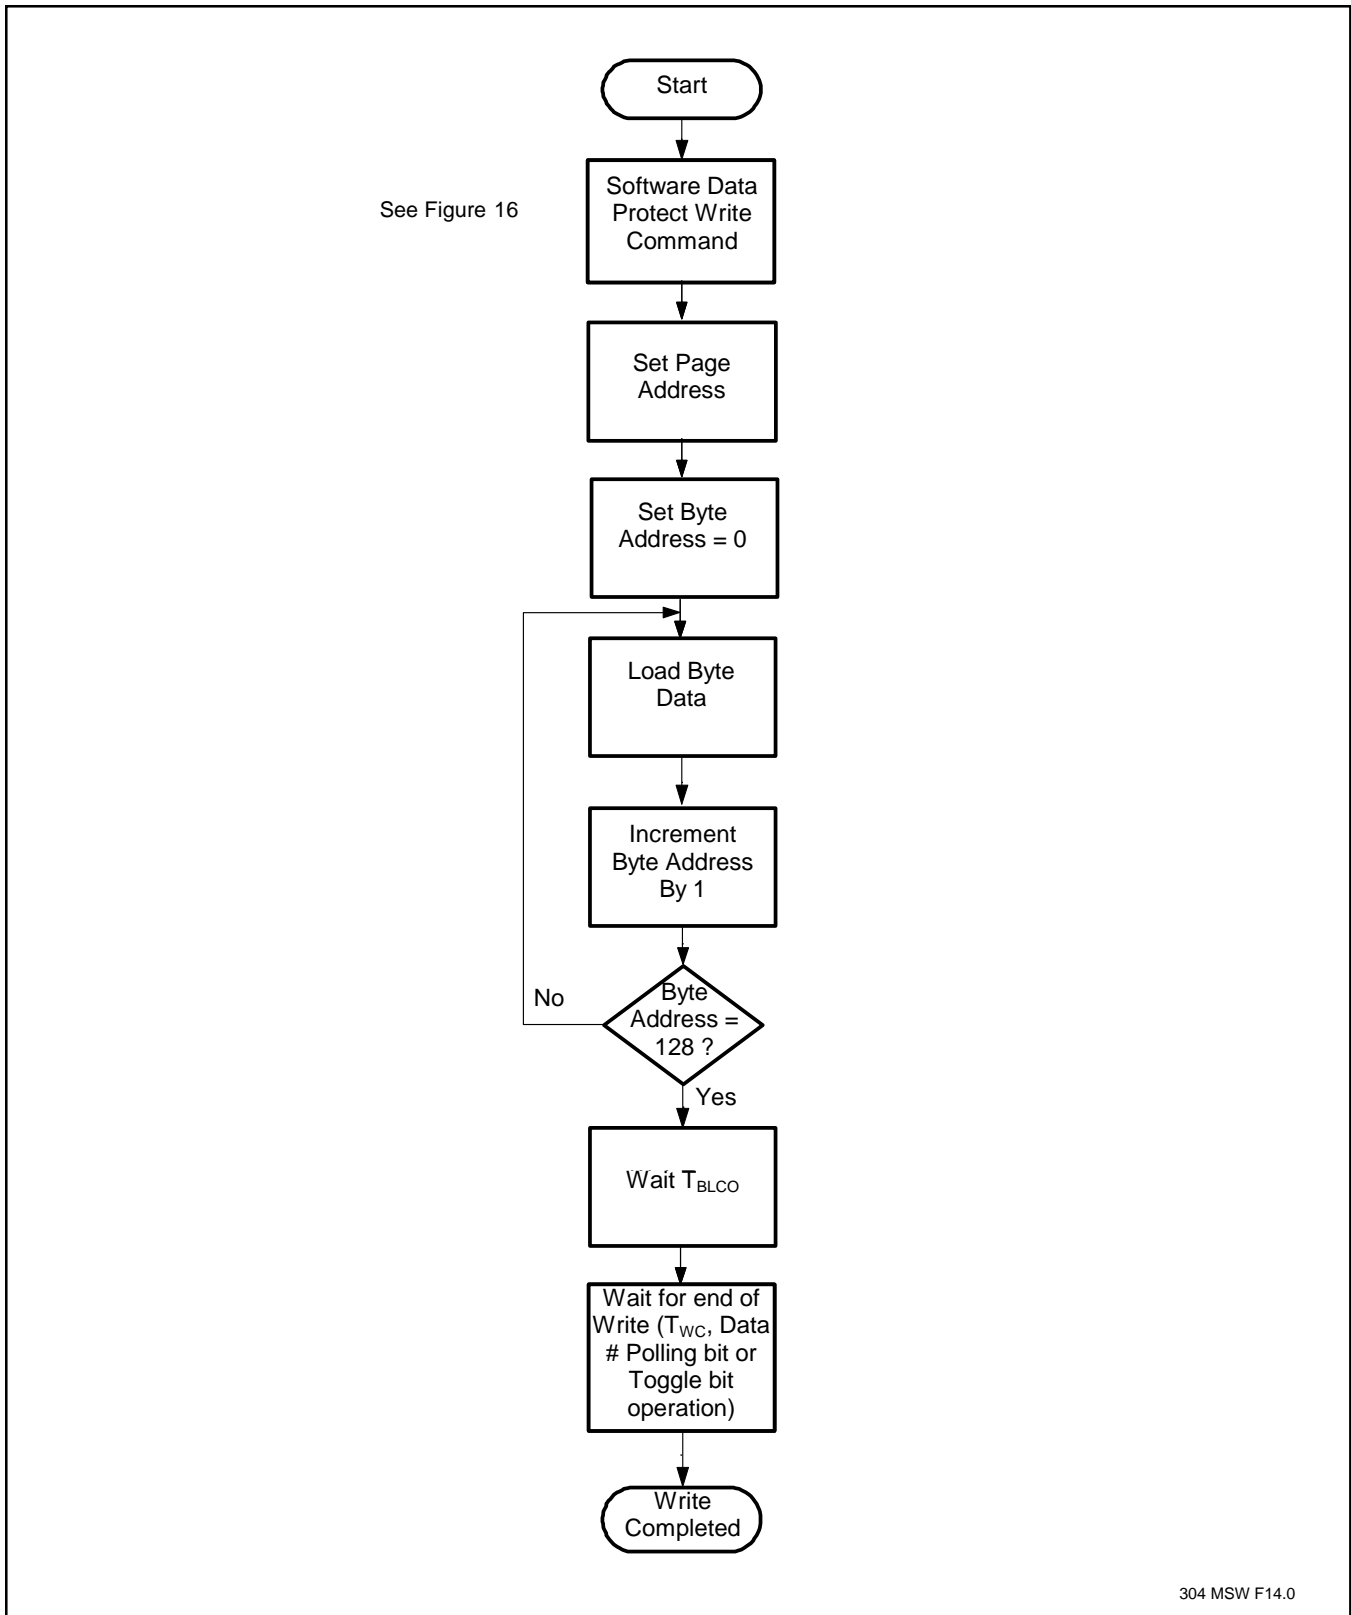 Start
See Figure 16
Software Data
Protect Write
Command
Set Page
Address
Set Byte
Address = 0
Load Byte
Data
Increment
Byte Address
By 1
No
Byte
Address =
128 ?
Yes
Wait TBLCO
Wait for end of
Write (TWC, Data
# Polling bit or
Toggle bit
operation)
Write
Completed
304 MSW F14.0